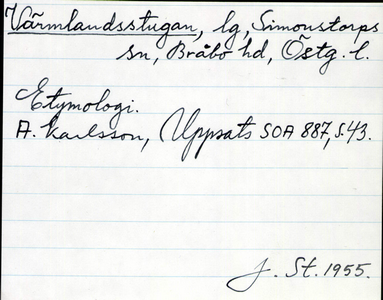 Värmlandsstugan, lg, Simonstorps
sn, Bråbo hd, Östg. l.
Etymologi.
A. Karlsson, Uppsats SOA 887, s. 43.
J. St. 1955.